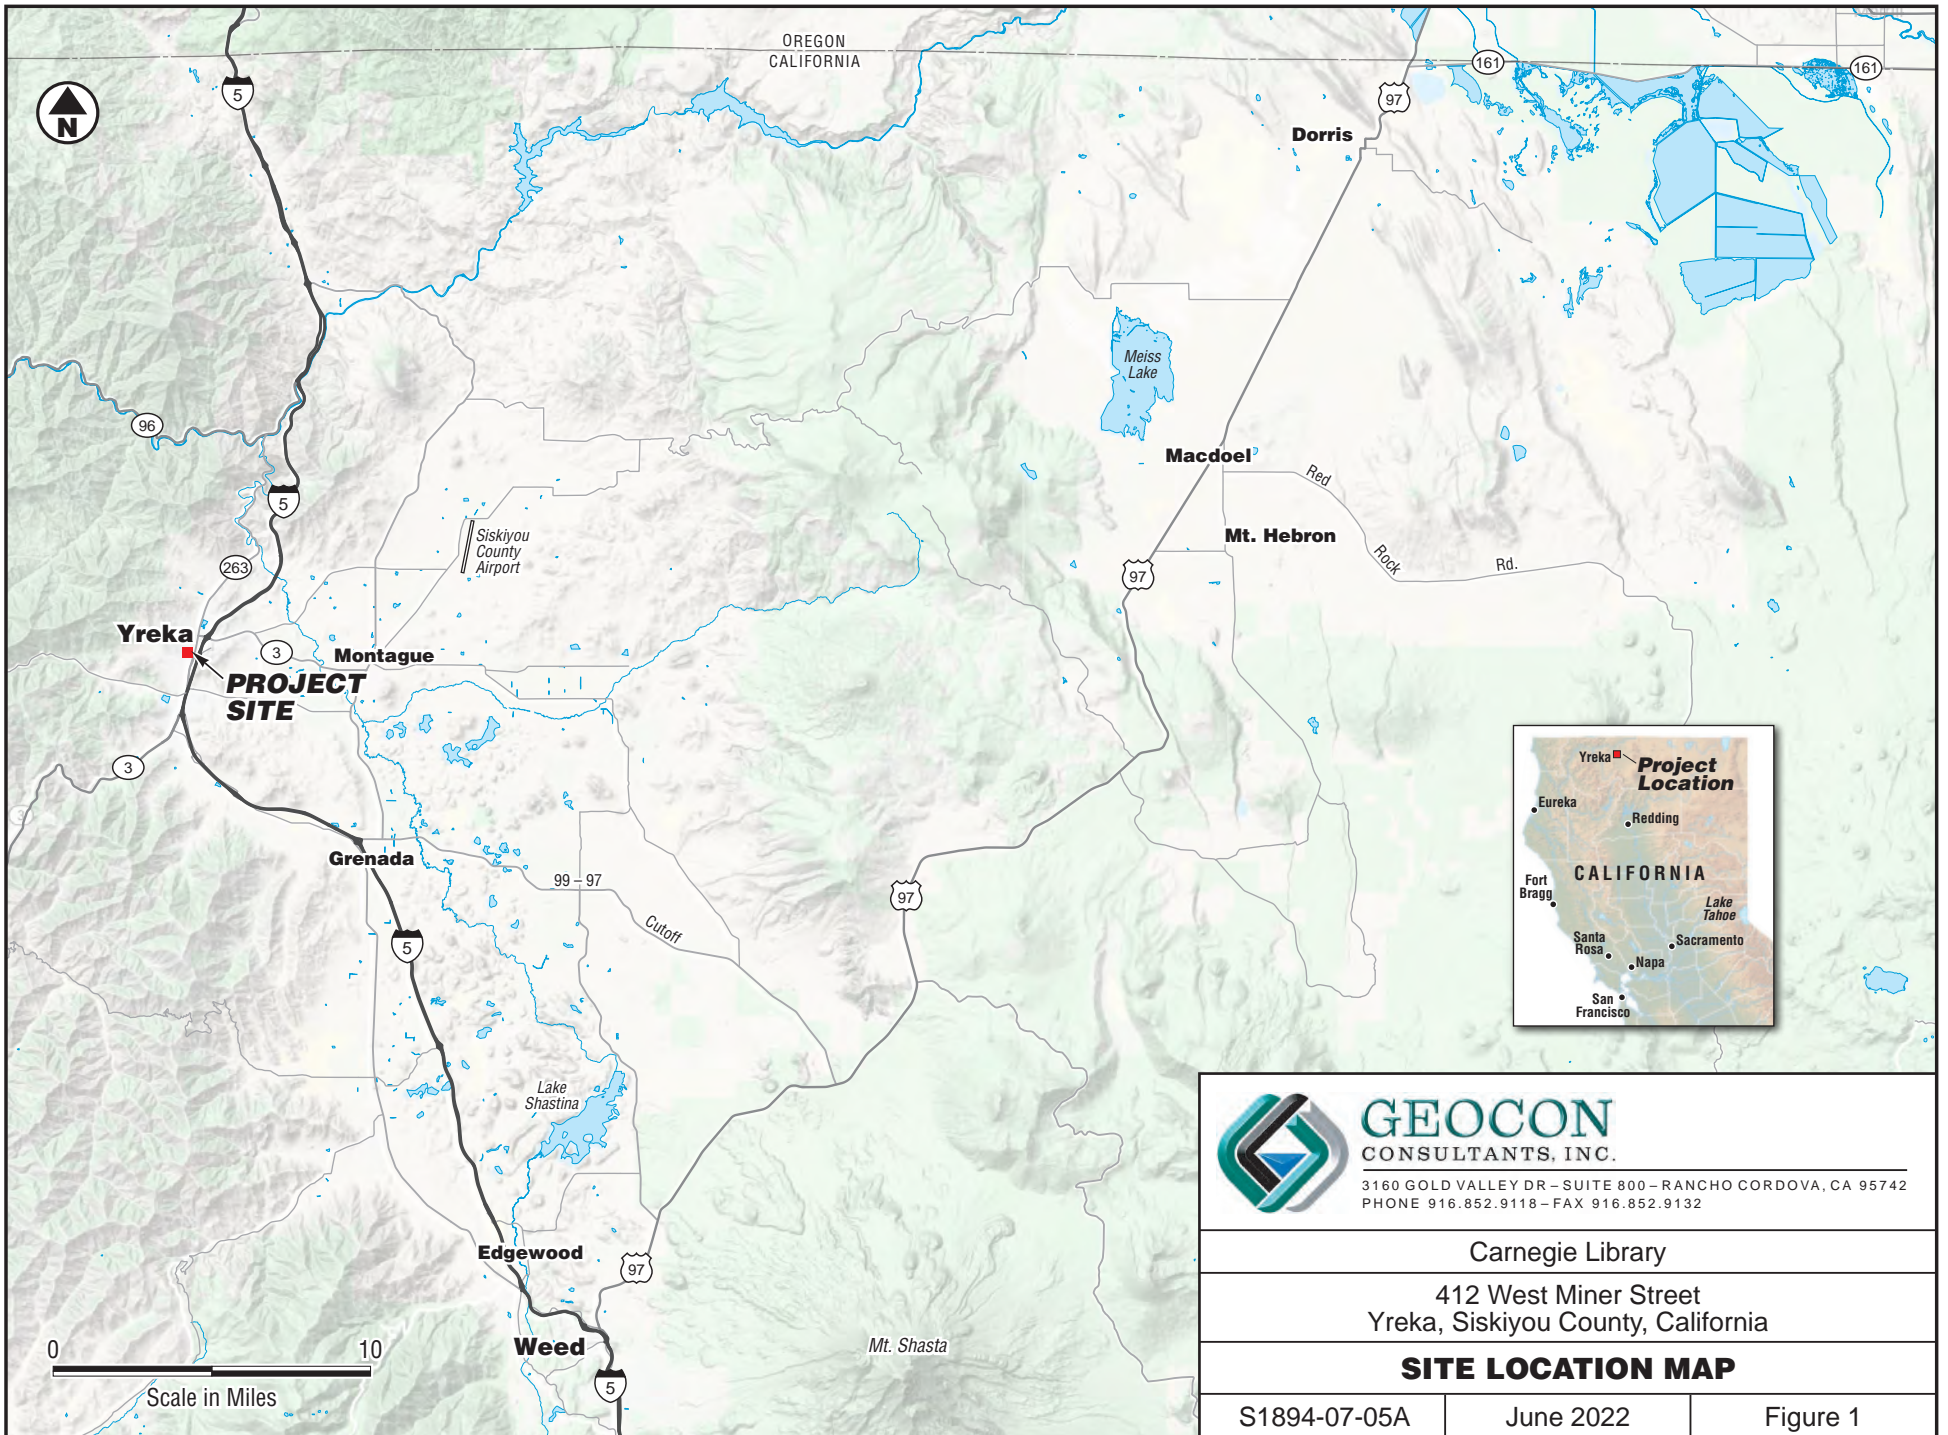 OREGON
CALIFORNIA
161
161
5
97
N
Dorris
Meiss
Lake
96
Macdoel
Red
5
Siskiyou
County
Airport
Mt. Hebron
Rock
Rd.
263
97
Yreka
3
Montague
PROJECT
SITE
3
3
Yreka
Project
Location
Eureka
Redding
CALIFORNIA
Fort
Bragg
Lake
Tahoe
Santa
Rosa
Sacramento
Napa
San
Francisco
Grenada
99 – 97
Cutoff
97
5
Lake
Shastina
Edgewood
97
Weed
Mt. Shasta
5
0 10
Scale in Miles
GEOCON
CONSULTANTS, INC.
3160 GOLD VALLEY DR – SUITE 800 – RANCHO CORDOVA, CA 95742
PHONE 916.852.9118 – FAX 916.852.9132
Carnegie Library
412 West Miner Street
Yreka, Siskiyou County, California
SITE LOCATION MAP
S1894-07-05A June 2022 Figure 1